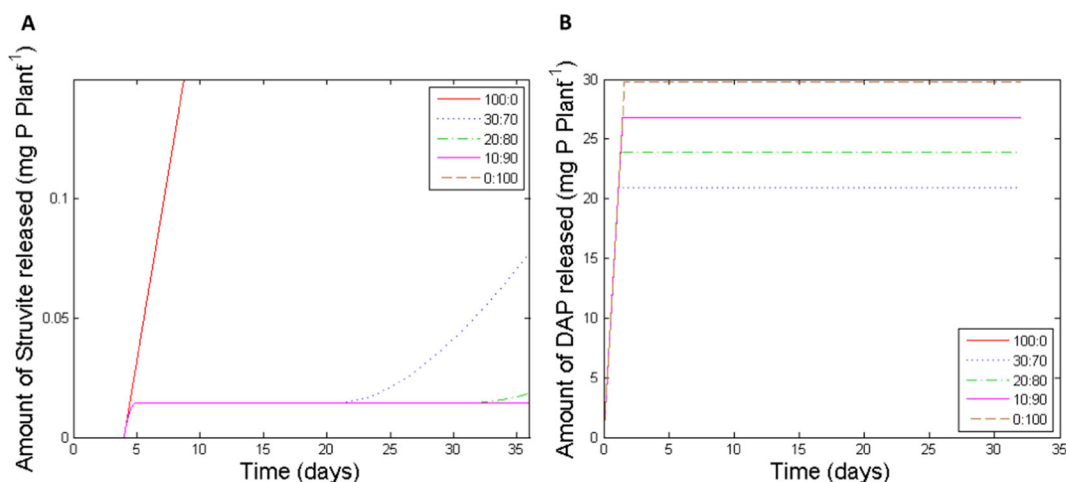 A
Amount of Struvite released (mg P Plant⁻¹)
0.1
0.05
0
0 5 10 15 20 25 30 35
Time (days)
100:0
30:70
20:80
10:90
0:100
B
Amount of DAP released (mg P Plant⁻¹)
30
25
20
15
10
5
0
0 5 10 15 20 25 30 35
Time (days)
100:0
30:70
20:80
10:90
0:100